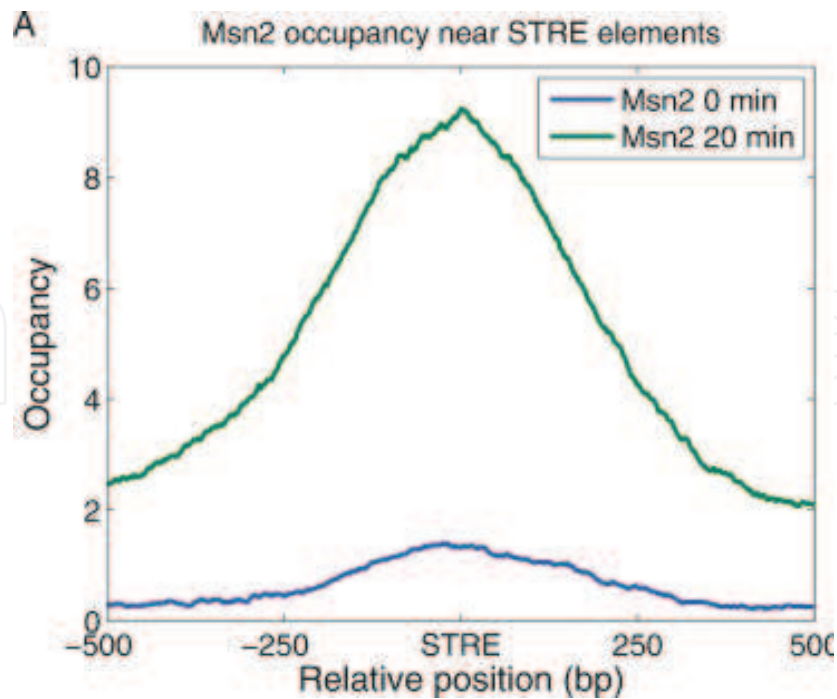 A
Msn2 occupancy near STRE elements
10
8
6
4
2
0
Occupancy
Msn2 0 min
Msn2 20 min
−500
−250
STRE
250
500
Relative position (bp)